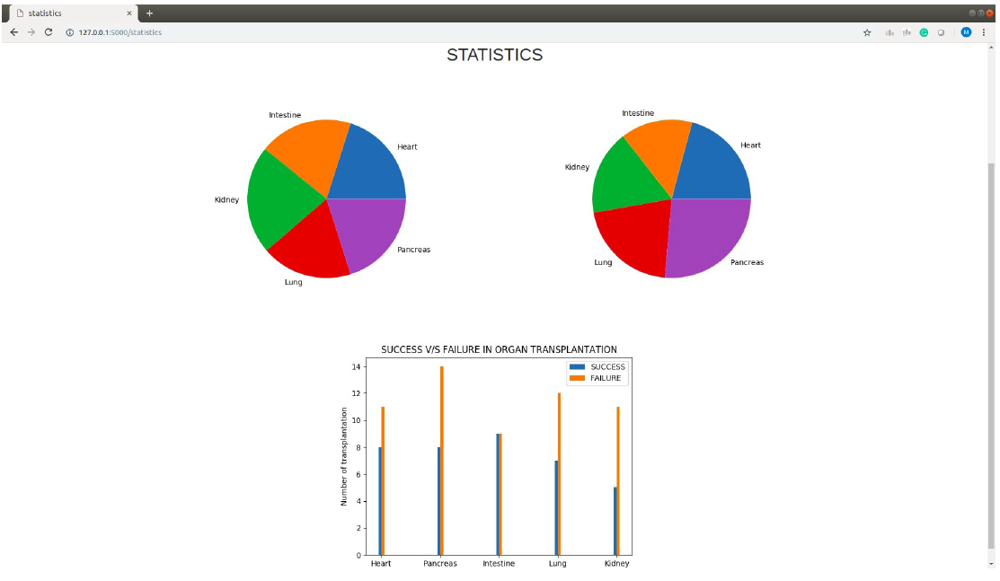 statistics
127.0.0.1:5000/statistics
M
STATISTICS
Intestine
Heart
Kidney
Pancreas
Lung
Intestine
Heart
Kidney
Lung
Pancreas
SUCCESS V/S FAILURE IN ORGAN TRANSPLANTATION
SUCCESS
FAILURE
Number of transplantation
14
12
10
8
6
4
2
0
Heart Pancreas Intestine Lung Kidney